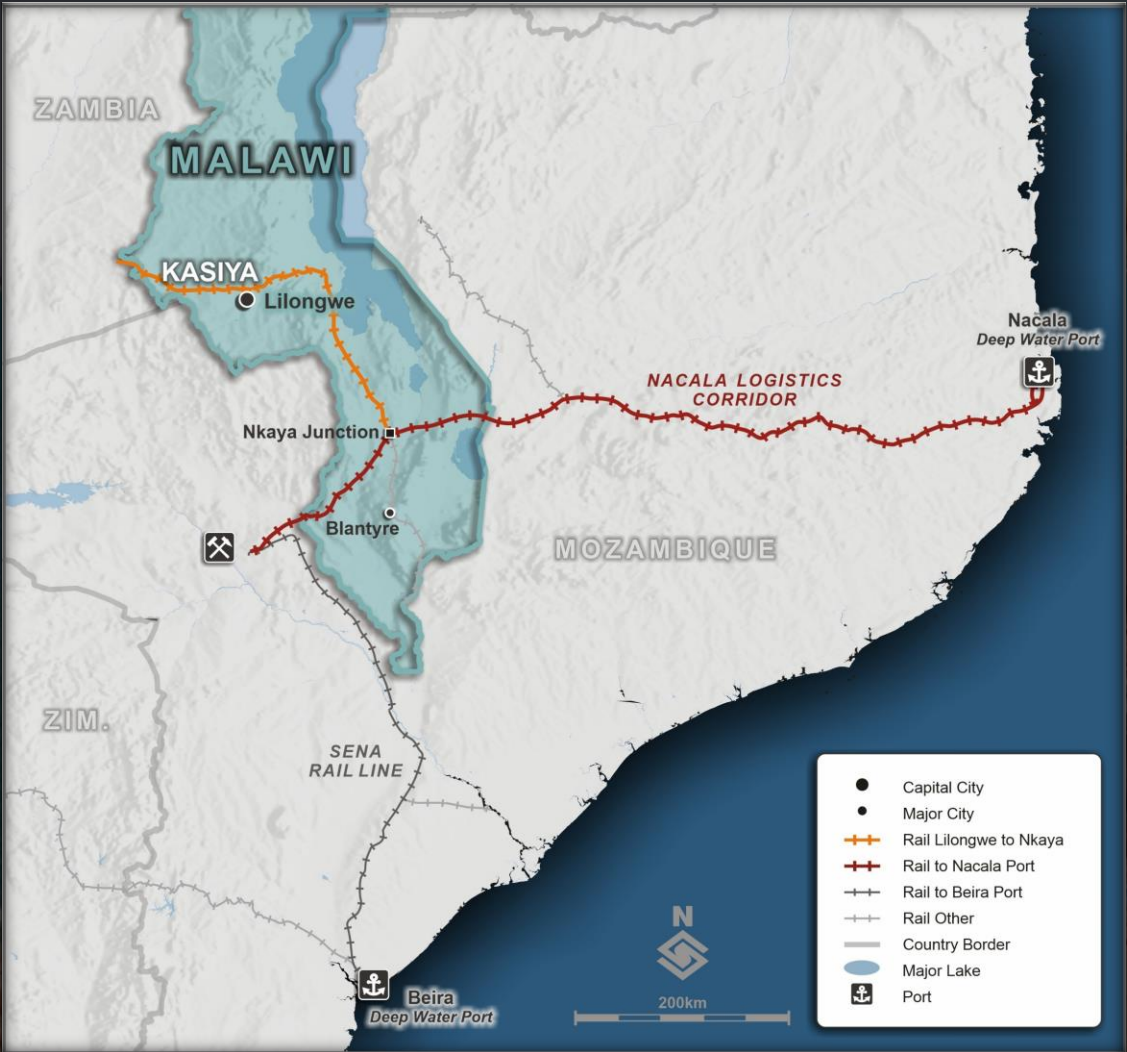 ZAMBIA
MALAWI
KASIYA
Lilongwe
Nacala
Deep Water Port
NACALA LOGISTICS
CORRIDOR
Nkaya Junction
Blantyre
MOZAMBIQUE
ZIM.
SENA
RAIL LINE
Capital City
Major City
Rail Lilongwe to Nkaya
Rail to Nacala Port
Rail to Beira Port
Rail Other
Country Border
Major Lake
Port
N
200km
Beira
Deep Water Port